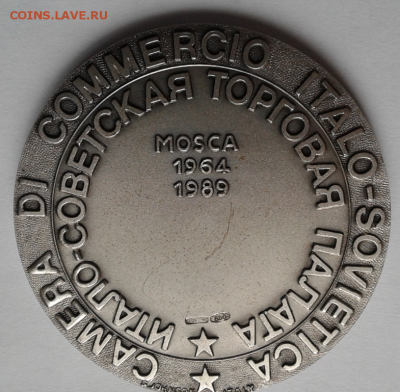 COINS.LAVE.RU
CAMERA DI COMMERCIO ITALO-SOVIETICA
ИТАЛО-СОВЕТСКАЯ ТОРГОВАЯ ПАЛАТА
MOSCA
1964
1989